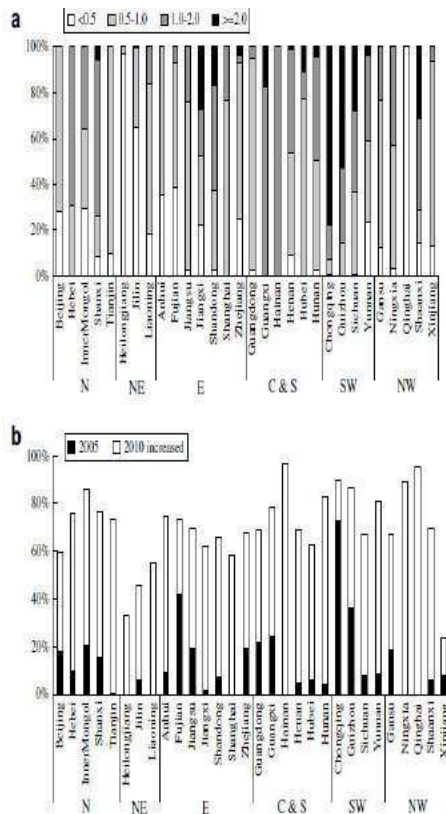 a
<0.5 0.5-1.0 1.0-2.0 >=2.0
100%
80%
60%
40%
20%
0%
Beijing Hebei InnerMongol Shanxi Tianjin Heilongjiang Jilin Liaoning Anhui Fujian Jiangsu Jiangxi Shandong Shanghai Zhejiang Guangdong Guangxi Hainan Henan Hubei Hunan Chongqing Guizhou Sichuan Yunnan Gansu Ningxia Qinghai Shaanxi Xinjiang
N NE E C & S SW NW
b
2005 2010 increased
100%
80%
60%
40%
20%
0%
Beijing Hebei InnerMongol Shanxi Tianjin Heilongjiang Jilin Liaoning Anhui Fujian Jiangsu Jiangxi Shandong Shanghai Zhejiang Guangdong Guangxi Hainan Henan Hubei Hunan Chongqing Guizhou Sichuan Yunnan Gansu Ningxia Qinghai Shaanxi Xinjiang
N NE E C & S SW NW